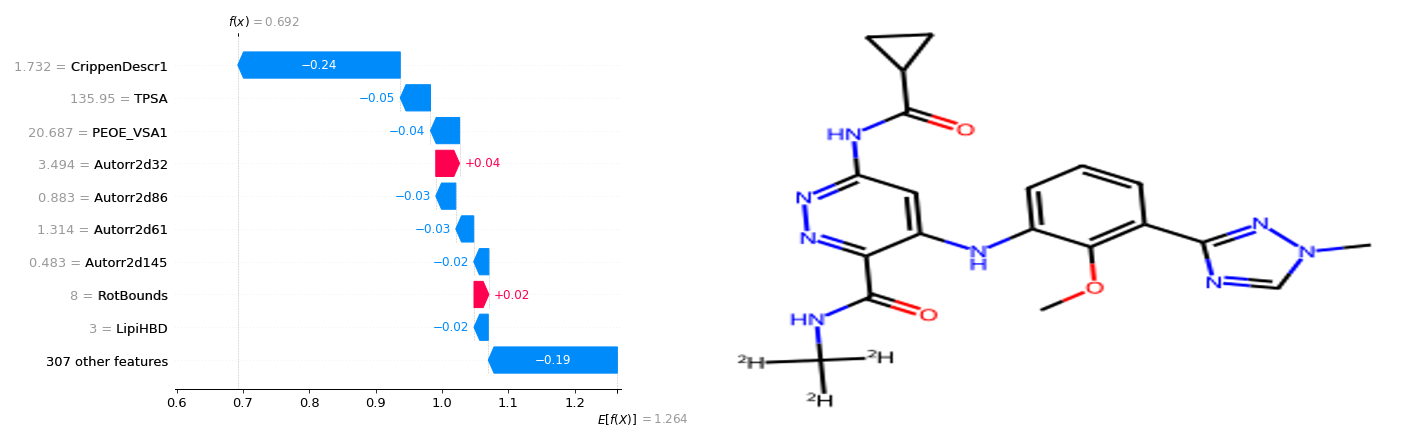 f(x) = 0.692
1.732 = CrippenDescr1
−0.24
135.95 = TPSA
−0.05
20.687 = PEOE_VSA1
−0.04
3.494 = Autorr2d32
+0.04
0.883 = Autorr2d86
−0.03
1.314 = Autorr2d61
−0.03
0.483 = Autorr2d145
−0.02
8 = RotBounds
+0.02
3 = LipiHBD
−0.02
307 other features
−0.19
0.6 0.7 0.8 0.9 1.0 1.1 1.2
E[f(X)] = 1.264
O
HN
N
N
N
H
O
N
N
N
HN
O
²H
²H
²H